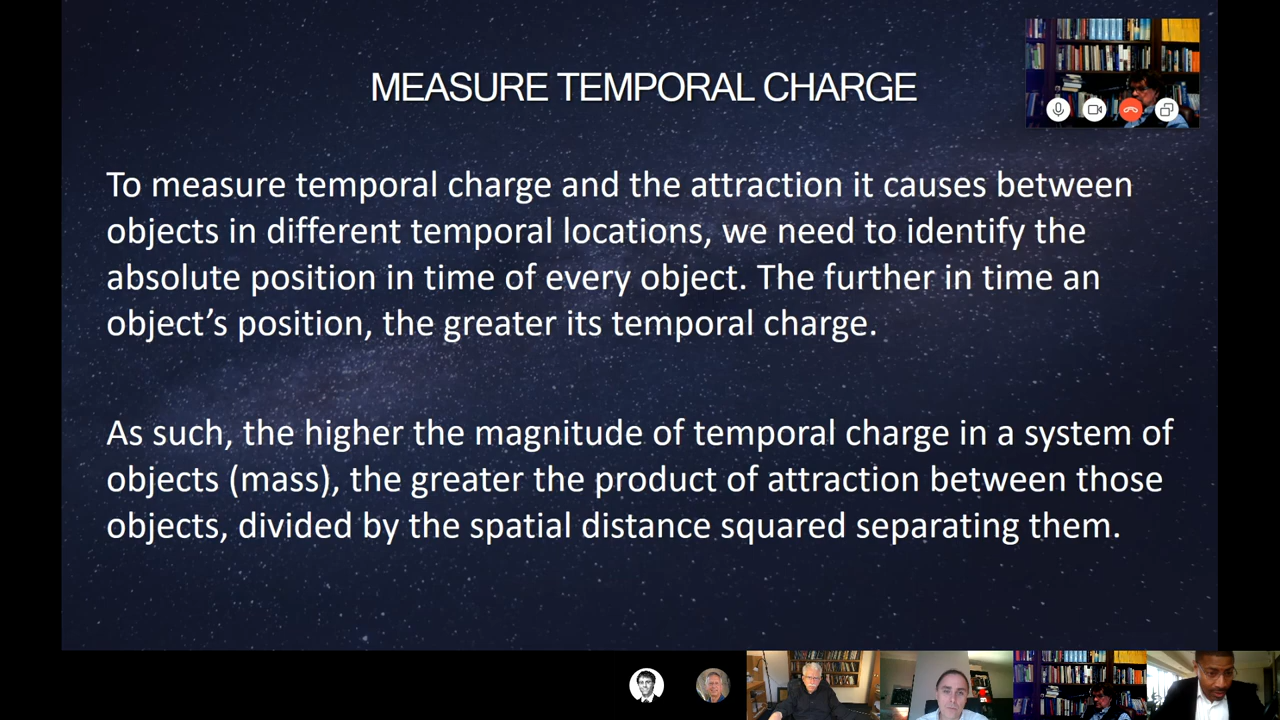 MEASURE TEMPORAL CHARGE
To measure temporal charge and the attraction it causes between
objects in different temporal locations, we need to identify the
absolute position in time of every object. The further in time an
object’s position, the greater its temporal charge.
As such, the higher the magnitude of temporal charge in a system of
objects (mass), the greater the product of attraction between those
objects, divided by the spatial distance squared separating them.